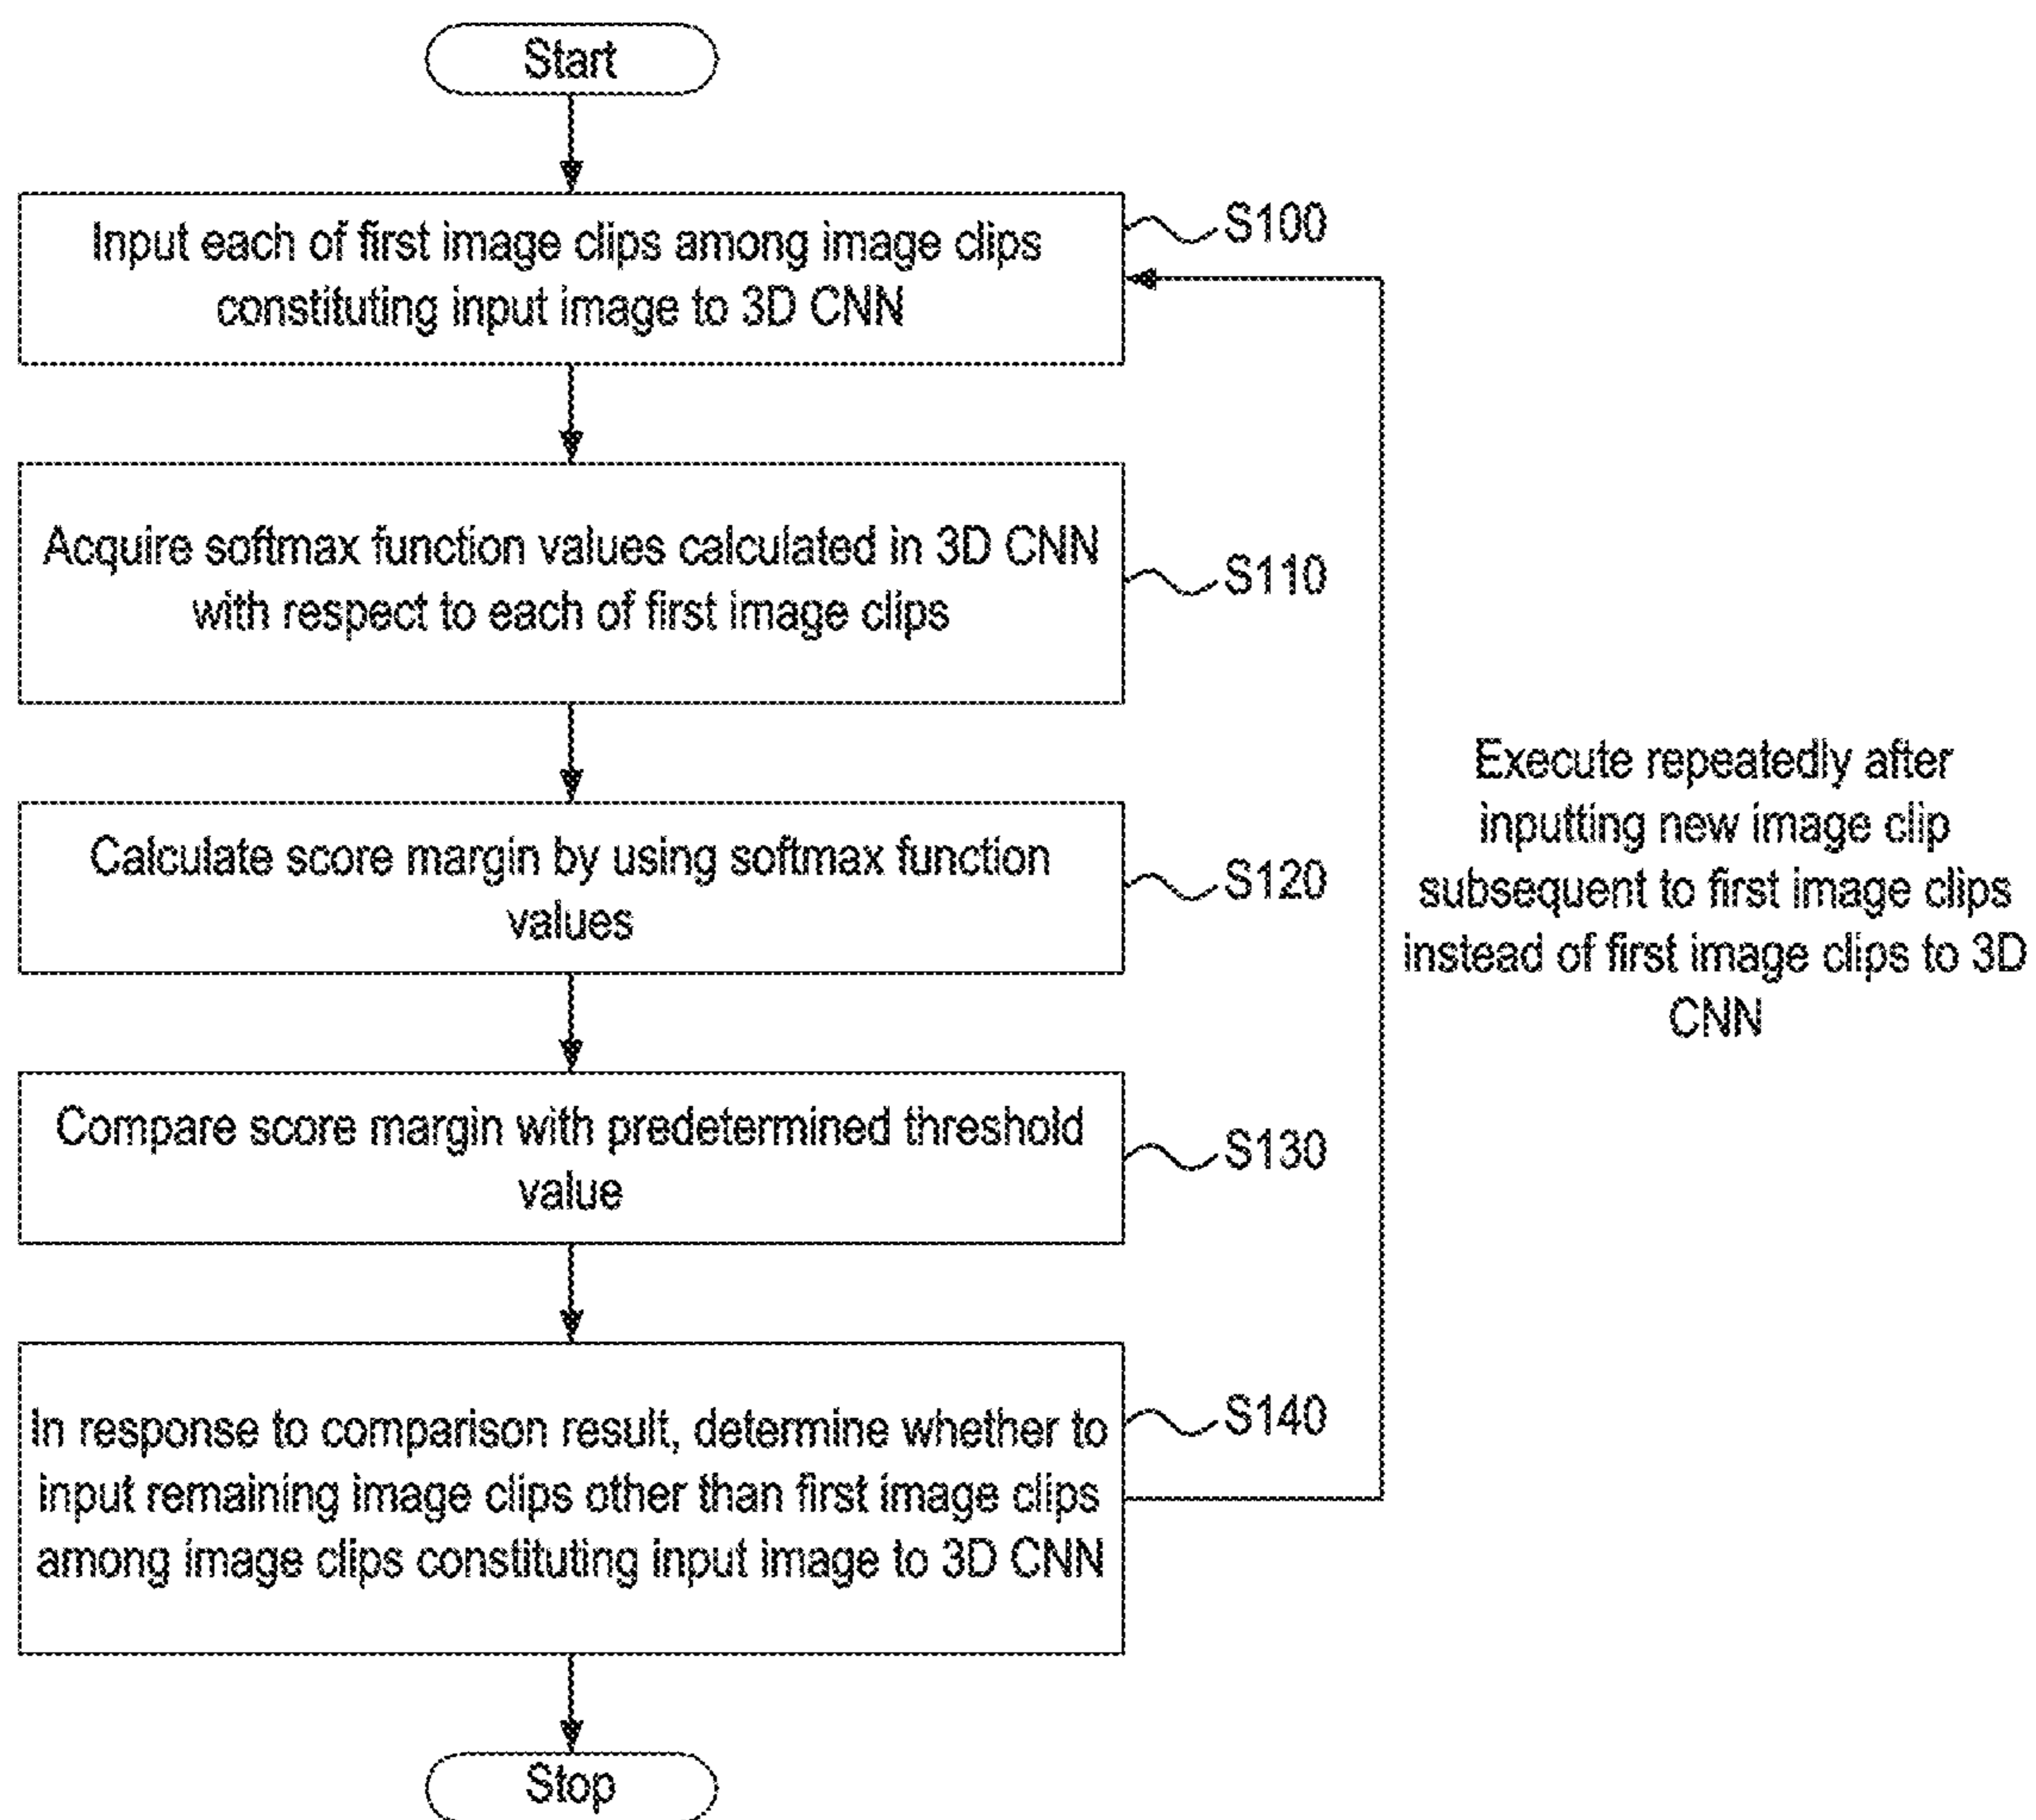 Start
Input each of first image clips among image clips
constituting input image to 3D CNN
S100
Acquire softmax function values calculated in 3D CNN
with respect to each of first image clips
S110
Calculate score margin by using softmax function
values
S120
Compare score margin with predetermined threshold
value
S130
In response to comparison result, determine whether to
input remaining image clips other than first image clips
among image clips constituting input image to 3D CNN
S140
Execute repeatedly after
inputting new image clip
subsequent to first image clips
instead of first image clips to 3D
CNN
Stop